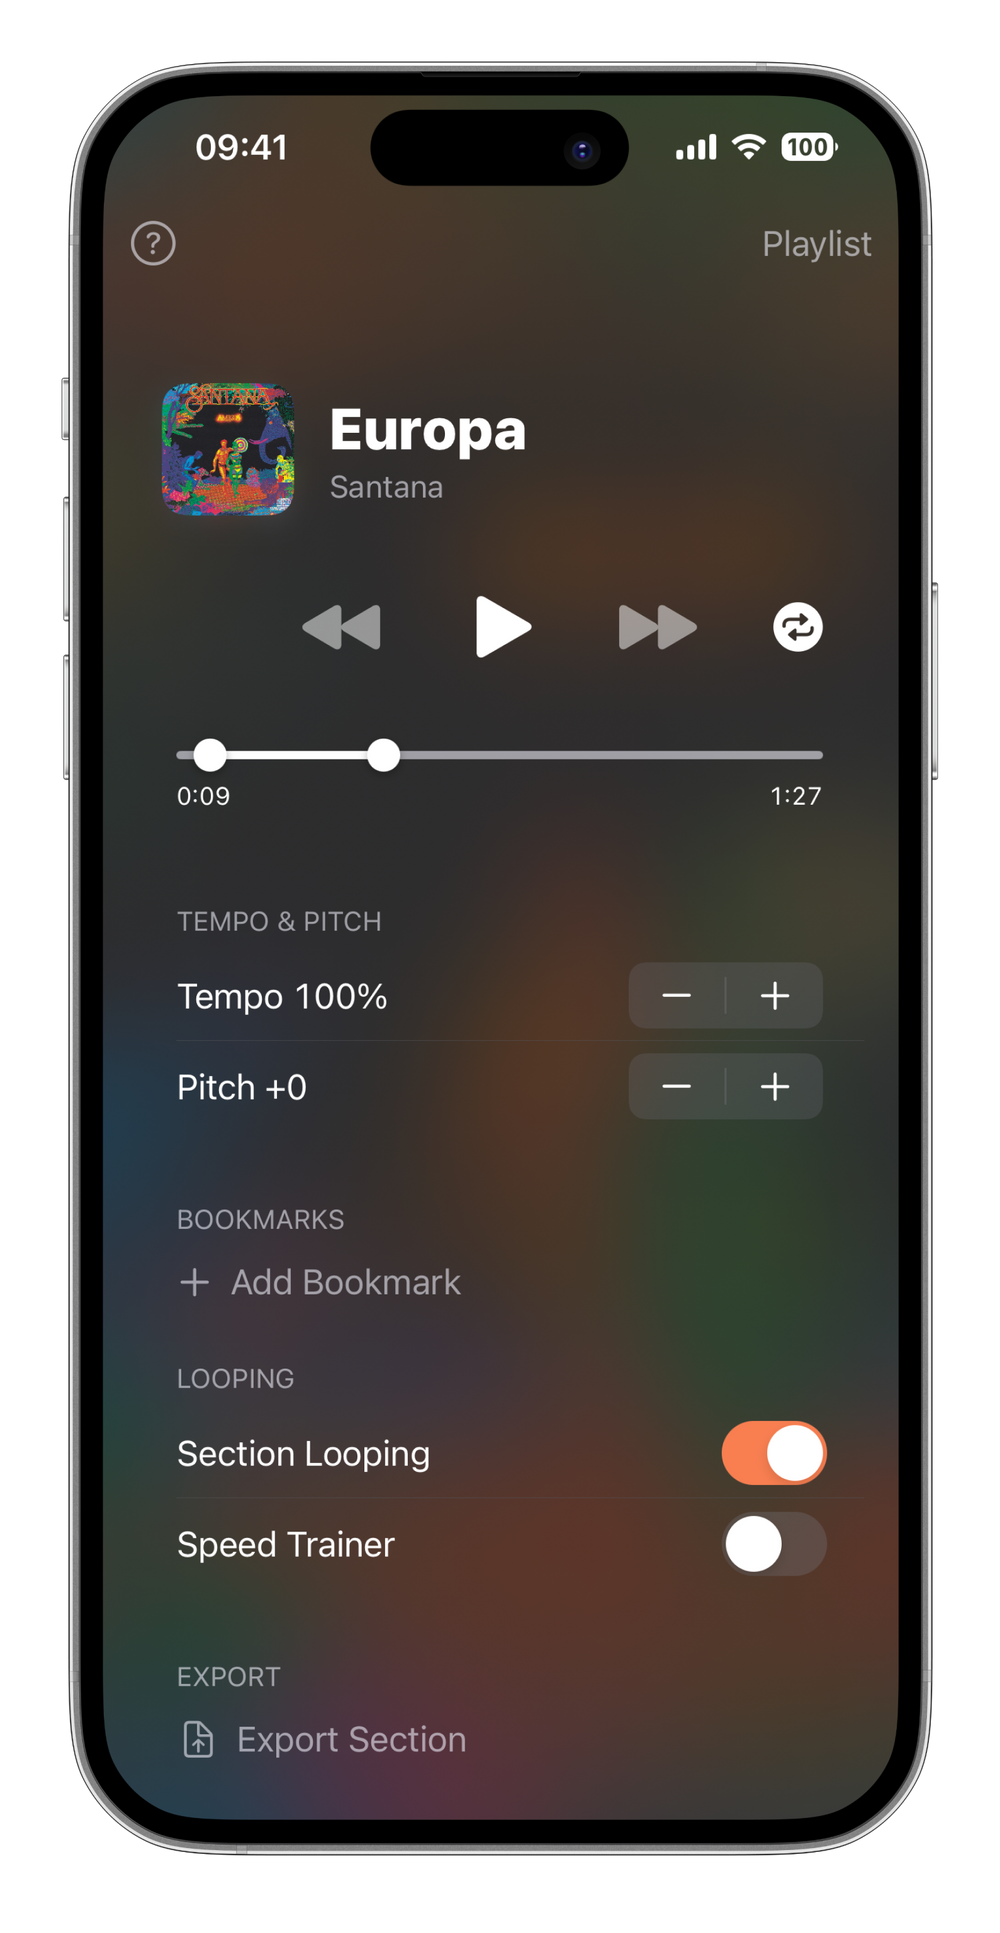 09:41
100
?
Playlist
SANTANA
Europa
Santana
0:09
1:27
TEMPO & PITCH
Tempo 100%
Pitch +0
BOOKMARKS
+ Add Bookmark
LOOPING
Section Looping
Speed Trainer
EXPORT
Export Section